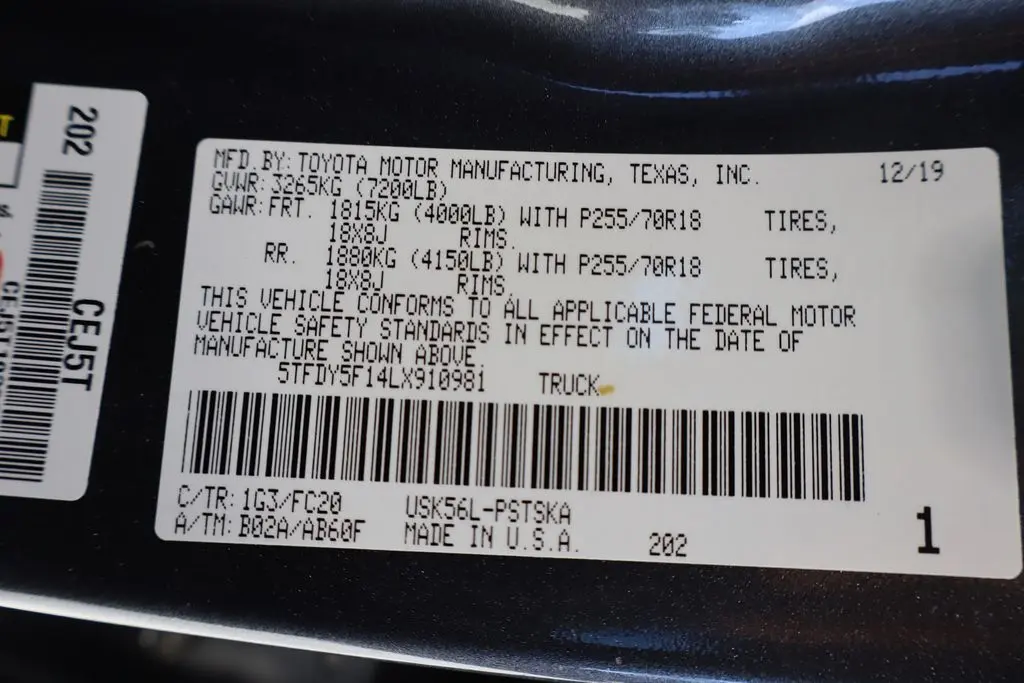 T
s.
202
CEJ5T
MFD. BY: TOYOTA MOTOR MANUFACTURING, TEXAS, INC. 12/19
GVWR: 3265KG (7200LB)
GAWR: FRT. 1815KG (4000LB) WITH P255/70R18 TIRES,
18X8J RIMS.
RR. 1880KG (4150LB) WITH P255/70R18 TIRES,
18X8J RIMS
THIS VEHICLE CONFORMS TO ALL APPLICABLE FEDERAL MOTOR
VEHICLE SAFETY STANDARDS IN EFFECT ON THE DATE OF
MANUFACTURE SHOWN ABOVE.
5TFDY5F14LX910981 TRUCK
C/TR: 1G3/FC20 USK56L-PSTSKA
A/TM: B02A/AB60F MADE IN U.S.A. 202 1